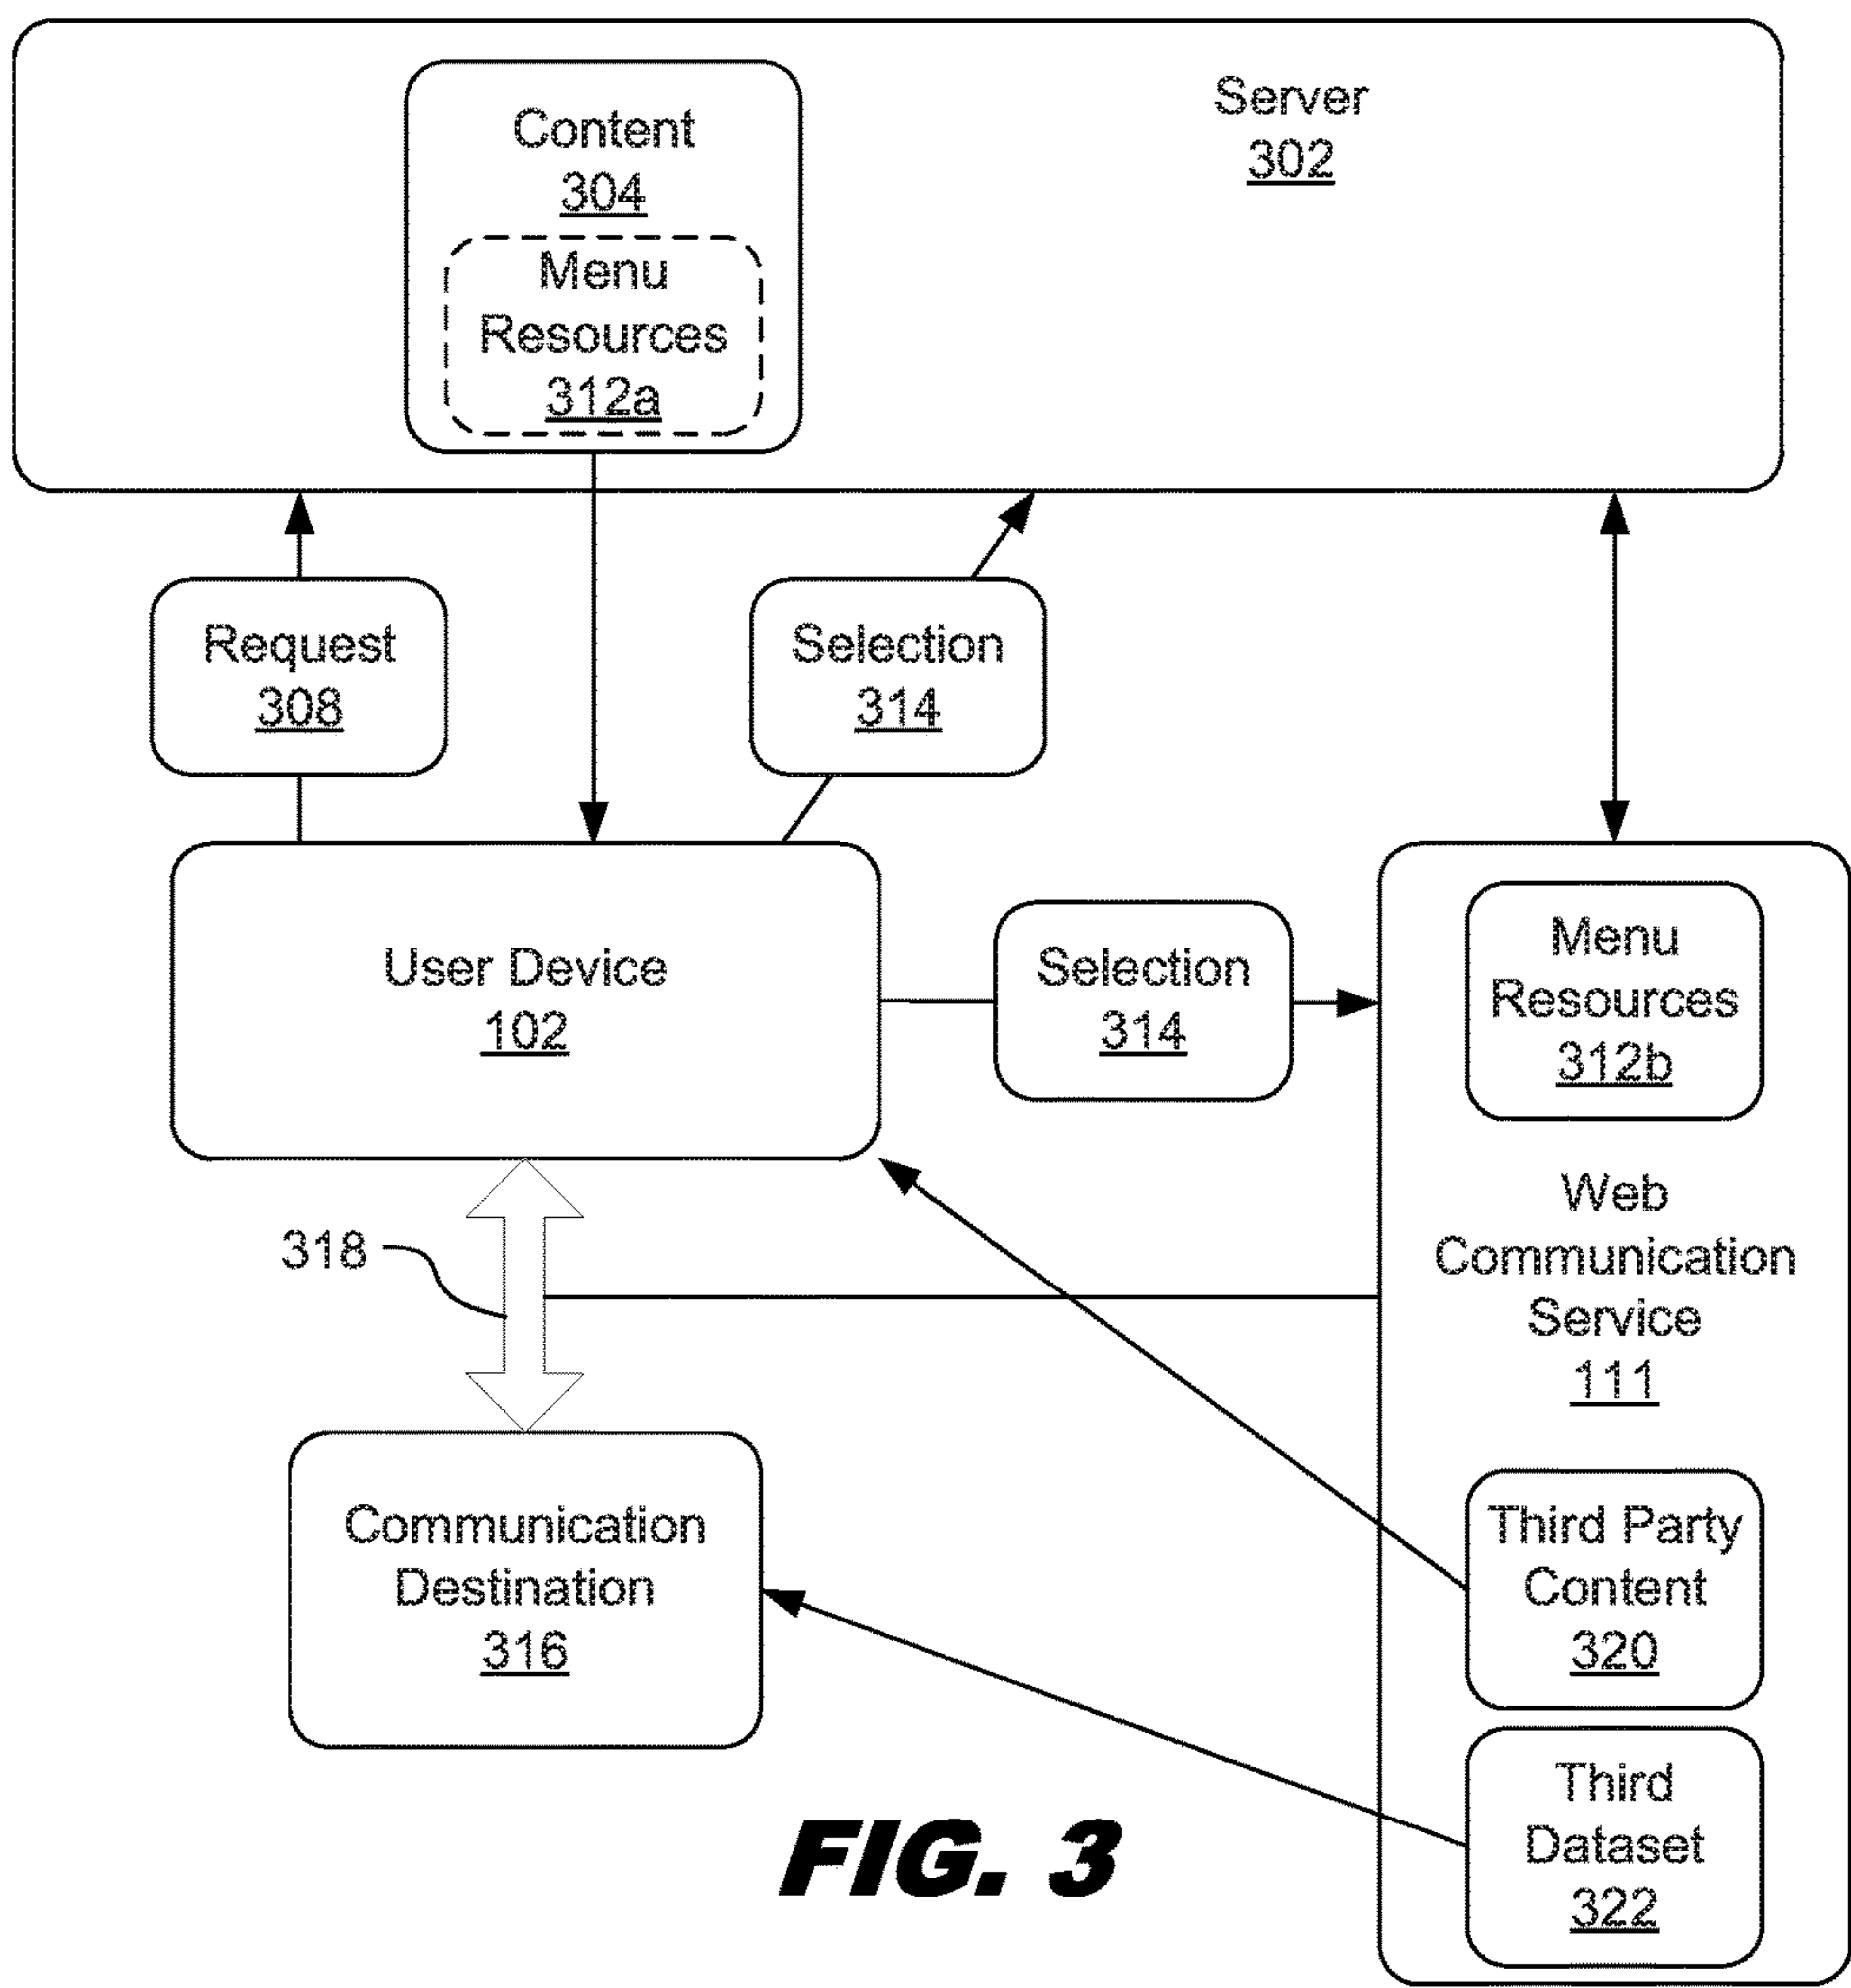 Server
302
Content
304
Menu
Resources
312a
Request
308
Selection
314
User Device
102
Selection
314
Menu
Resources
312b
Web
Communication
Service
111
318
Communication
Destination
316
Third Party
Content
320
Third
Dataset
322
FIG. 3